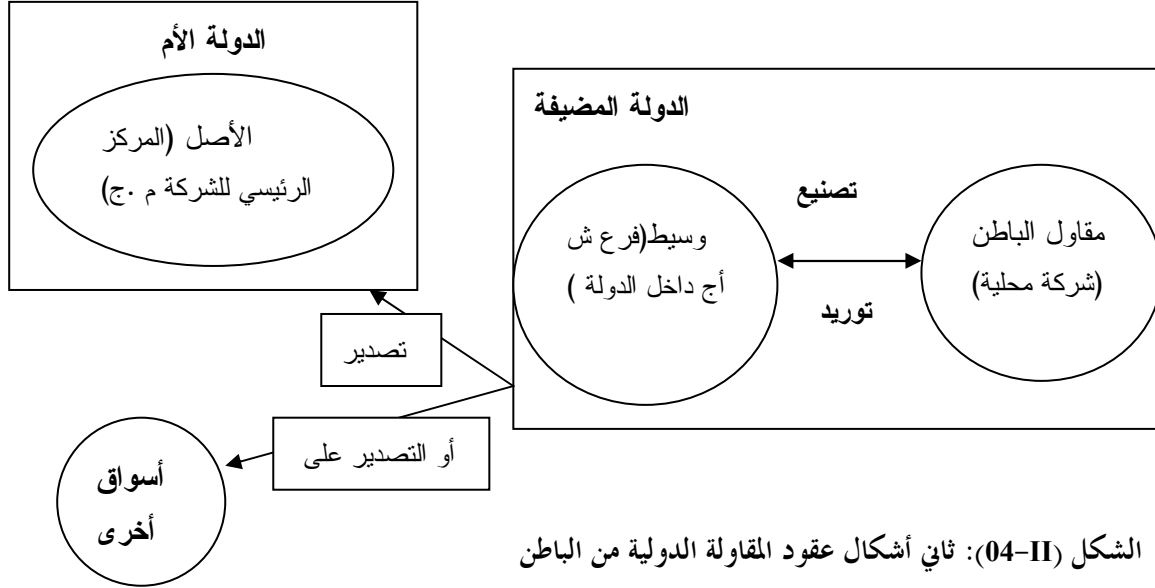 الدولة الأم
الأصل (المركز
الرئيسي للشركة م .ج)
الدولة المضيفة
تصنيع
مقاول الباطن
(شركة محلية)
وسيط(فرع ش
أج داخل الدولة )
توريد
تصدير
أو التصدير على
أسواق
أخرى
الشكل (04-II): ثاني أشكال عقود المقاولة الدولية من الباطن